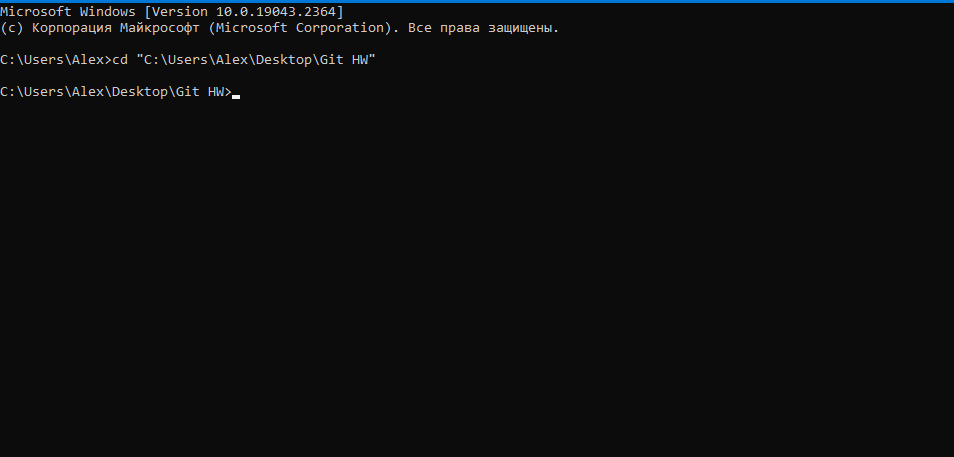 Microsoft Windows [Version 10.0.19043.2364]
(c) Корпорация Майкрософт (Microsoft Corporation). Все права защищены.
C:\Users\Alex>cd "C:\Users\Alex\Desktop\Git HW"
C:\Users\Alex\Desktop\Git HW>